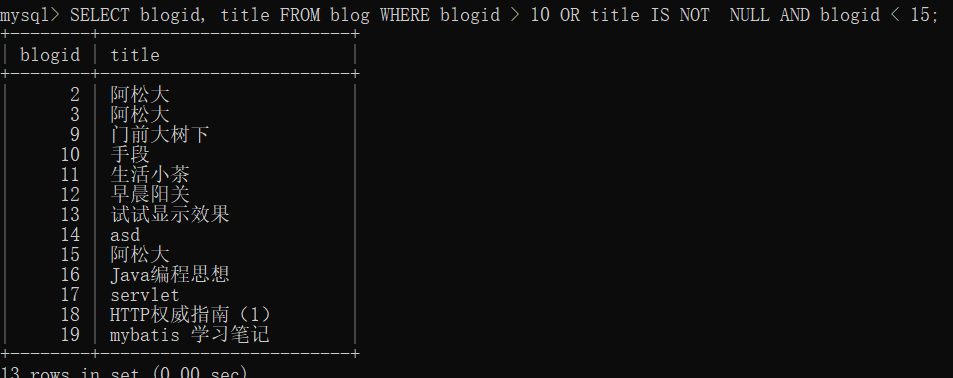 mysql> SELECT blogid, title FROM blog WHERE blogid > 10 OR title IS NOT  NULL AND blogid < 15;
+--------+-------------------------+
| blogid | title                   |
+--------+-------------------------+
|      2 | 阿松大                  |
|      3 | 阿松大                  |
|      9 | 门前大树下              |
|     10 | 手段                    |
|     11 | 生活小茶                |
|     12 | 早晨阳关                |
|     13 | 试试显示效果            |
|     14 | asd                     |
|     15 | 阿松大                  |
|     16 | Java编程思想            |
|     17 | servlet                 |
|     18 | HTTP权威指南（1）       |
|     19 | mybatis 学习笔记        |
+--------+-------------------------+
13 rows in set (0.00 sec)